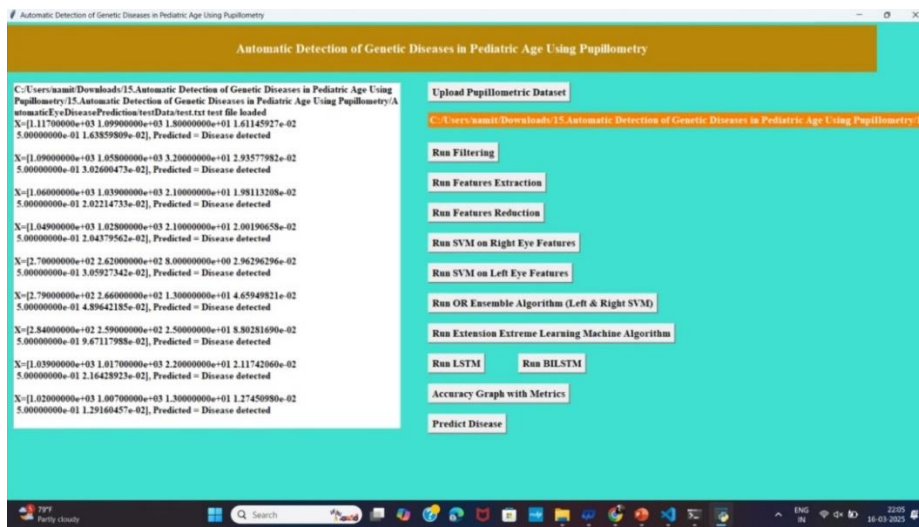 Automatic Detection of Genetic Diseases in Pediatric Age Using Pupillometry
Automatic Detection of Genetic Diseases in Pediatric Age Using Pupillometry
C:/Users/namit/Downloads/15.Automatic Detection of Genetic Diseases in Pediatric Age Using
Pupillometry/15.Automatic Detection of Genetic Diseases in Pediatric Age Using Pupillometry/A
utomaticEyeDiseasePrediction/testData/test.txt test file loaded
X=[1.11700000e+03 1.09900000e+03 1.80000000e+01 1.61145927e-02
5.00000000e-01 1.63859809e-02], Predicted = Disease detected
X=[1.09000000e+03 1.05800000e+03 3.20000000e+01 2.93577982e-02
5.00000000e-01 3.02600473e-02], Predicted = Disease detected
X=[1.06000000e+03 1.03900000e+03 2.10000000e+01 1.98113208e-02
5.00000000e-01 2.02214733e-02], Predicted = Disease detected
X=[1.04900000e+03 1.02800000e+03 2.10000000e+01 2.00190658e-02
5.00000000e-01 2.04379562e-02], Predicted = Disease detected
X=[2.70000000e+02 2.62000000e+02 8.00000000e+00 2.96296296e-02
5.00000000e-01 3.05927342e-02], Predicted = Disease detected
X=[2.79000000e+02 2.66000000e+02 1.30000000e+01 4.65949821e-02
5.00000000e-01 4.89642185e-02], Predicted = Disease detected
X=[2.84000000e+02 2.59000000e+02 2.50000000e+01 8.80281690e-02
5.00000000e-01 9.67117988e-02], Predicted = Disease detected
X=[1.03900000e+03 1.01700000e+03 2.20000000e+01 2.11742060e-02
5.00000000e-01 2.16428923e-02], Predicted = Disease detected
X=[1.02000000e+03 1.00700000e+03 1.30000000e+01 1.27450980e-02
5.00000000e-01 1.29160457e-02], Predicted = Disease detected
Upload Pupillometric Dataset
C:/Users/namit/Downloads/15.Automatic Detection of Genetic Diseases in Pediatric Age Using Pupillometry/
Run Filtering
Run Features Extraction
Run Features Reduction
Run SVM on Right Eye Features
Run SVM on Left Eye Features
Run OR Ensemble Algorithm (Left & Right SVM)
Run Extension Extreme Learning Machine Algorithm
Run LSTM
Run BILSTM
Accuracy Graph with Metrics
Predict Disease
79°F
Partly cloudy
Search
ENG
IN
22:05
16-03-2025